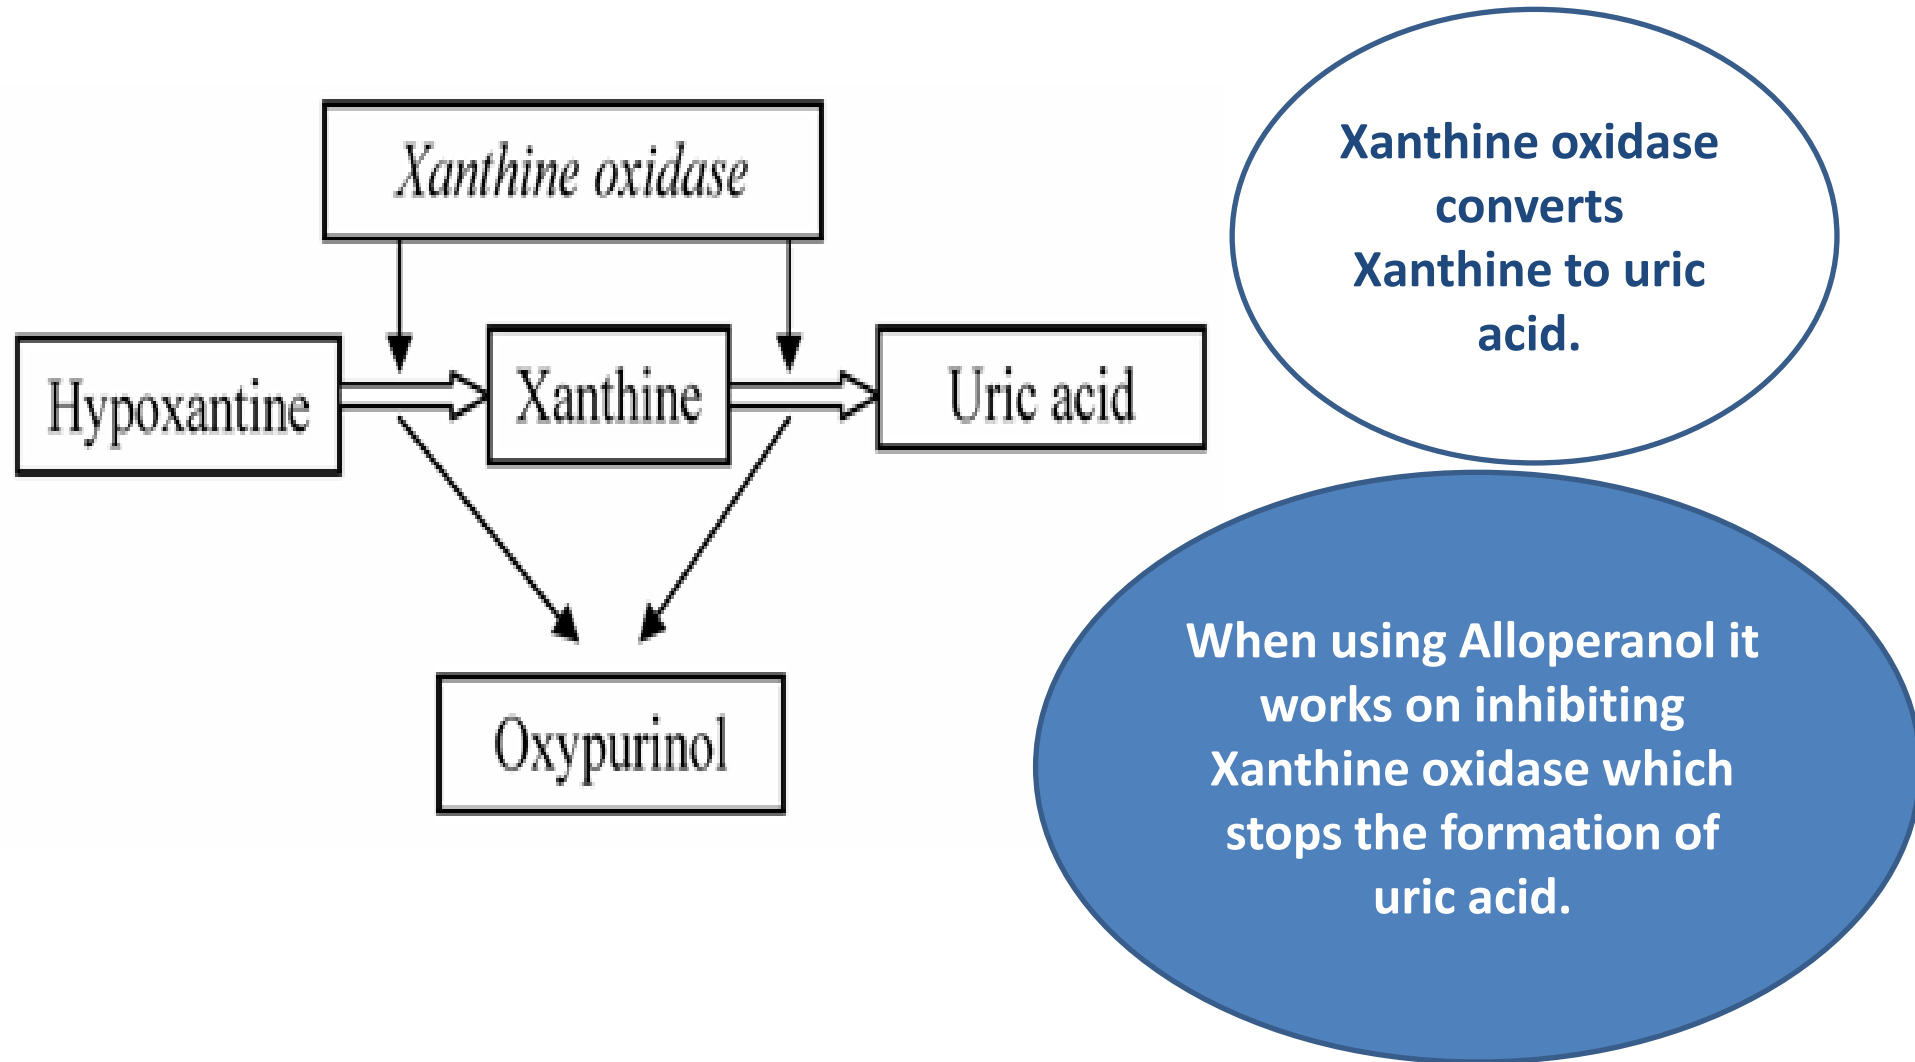 Xanthine oxidase
Hypoxantine
Xanthine
Uric acid
Oxypurinol
Xanthine oxidase
converts
Xanthine to uric
acid.
When using Alloperanol it
works on inhibiting
Xanthine oxidase which
stops the formation of
uric acid.